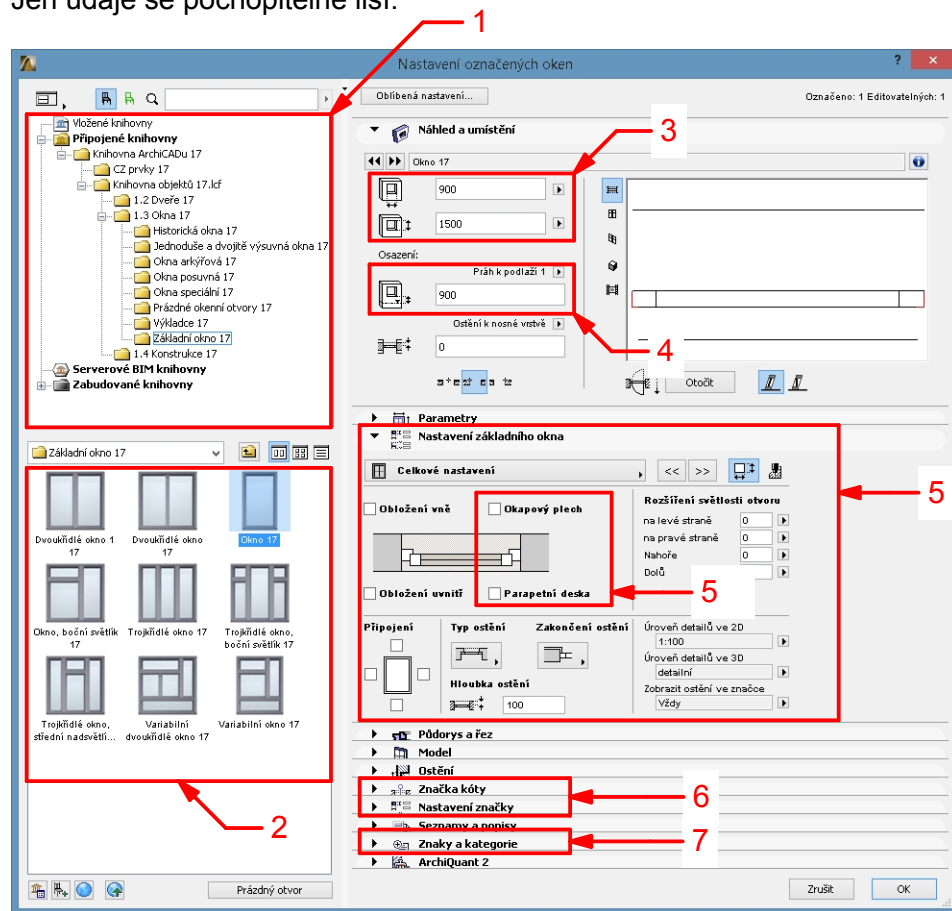 Jen údaje se pochopitelně liší.
1
Nastavení označených oken
?
Oblíbená nastavení...
Označeno: 1 Editovatelných: 1
Vložené knihovny
Připojené knihovny
Knihovna ArchiCADu 17
CZ prvky 17
Knihovna objektů 17.lcf
1.2 Dveře 17
1.3 Okna 17
Historická okna 17
Jednoduše a dvojitě výsuvná okna 17
Okna arkýřová 17
Okna posuvná 17
Okna speciální 17
Prázdné okenní otvory 17
Výkladce 17
Základní okno 17
1.4 Konstrukce 17
Serverové BIM knihovny
Zabudované knihovny
Náhled a umístění
3
Okno 17
900
1500
Osazení:
Práh k podlaží 1
900
Ostění k nosné vrstvě
4
0
Otočit
Parametry
Nastavení základního okna
Základní okno 17
Dvoukřídlé okno 1
17
Dvoukřídlé okno
17
Okno 17
Okno, boční světlík
17
Trojkřídlé okno 17
Trojkřídlé okno,
boční světlík 17
Trojkřídlé okno,
střední nadsvětlí...
Variabilní
dvoukřídlé okno 17
Variabilní okno 17
2
Prázdný otvor
Celkové nastavení
<<
>>
5
Obložení vně
Okapový plech
Rozšíření světlosti otvoru
na levé straně
0
na pravé straně
0
Nahoře
0
Dolů
Obložení uvnitř
Parapetní deska
5
Připojení
Typ ostění
Zakončení ostění
Hloubka ostění
100
Úroveň detailů ve 2D
1:100
Úroveň detailů ve 3D
detailní
Zobrazit ostění ve značce
Vždy
Půdorys a řez
Model
Ostění
Značka kóty
6
Nastavení značky
Seznamy a popisy
Znaky a kategorie
7
ArchiQuant 2
Zrušit
OK